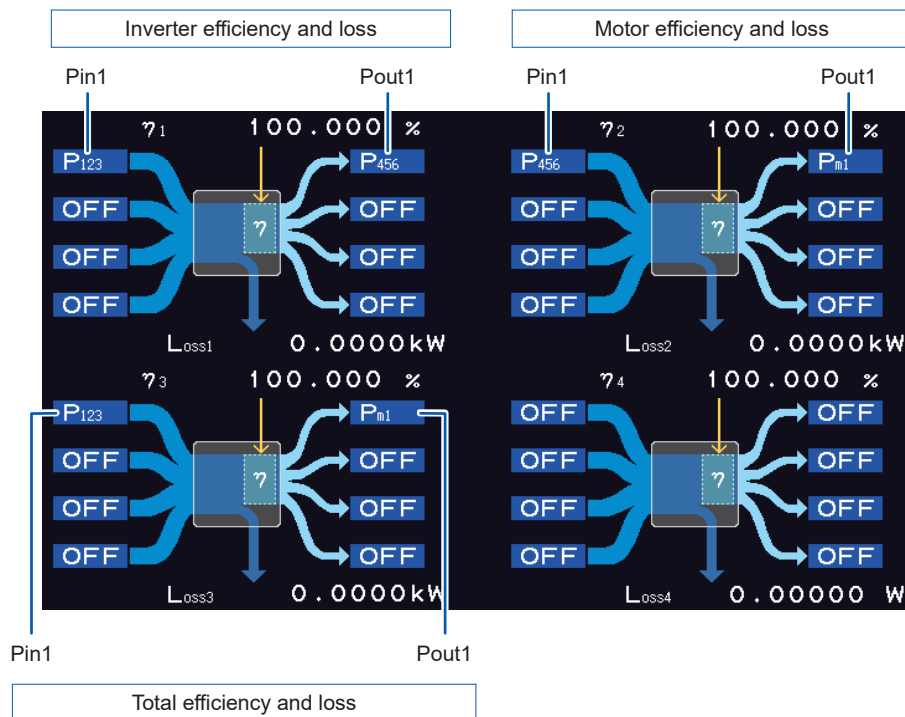 Inverter efficiency and loss
Motor efficiency and loss
Pin1 Pout1 Pin1 Pout1
η1 100.000 % η2 100.000 %
P123 P456 P456 Pm1
OFF OFF OFF OFF
η η
OFF OFF OFF OFF
OFF OFF OFF OFF
Loss1 0.0000kW Loss2 0.0000kW
η3 100.000 % η4 100.000 %
P123 Pm1 OFF OFF
OFF OFF OFF OFF
η η
OFF OFF OFF OFF
OFF OFF OFF OFF
Loss3 0.0000kW Loss4 0.00000 W
Pin1 Pout1
Total efficiency and loss